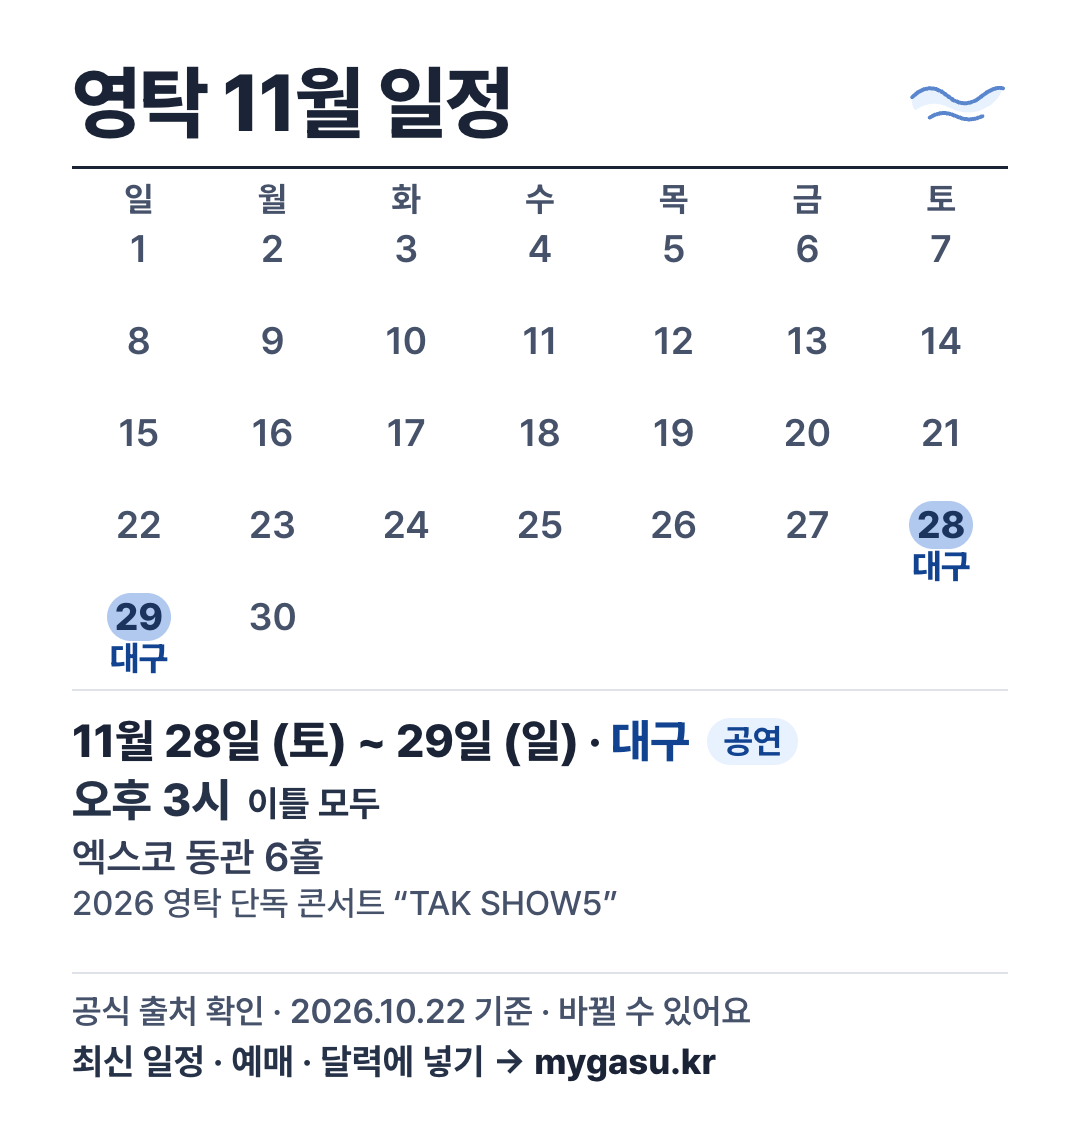 영탁 11월 일정
일 월 화 수 목 금 토
1 2 3 4 5 6 7
8 9 10 11 12 13 14
15 16 17 18 19 20 21
22 23 24 25 26 27 28
대구
29 30
대구
11월 28일 (토) ~ 29일 (일) · 대구 공연
오후 3시 이틀 모두
엑스코 동관 6홀
2026 영탁 단독 콘서트 “TAK SHOW5”
공식 출처 확인 · 2026.10.22 기준 · 바뀔 수 있어요
최신 일정 · 예매 · 달력에 넣기 → mygasu.kr